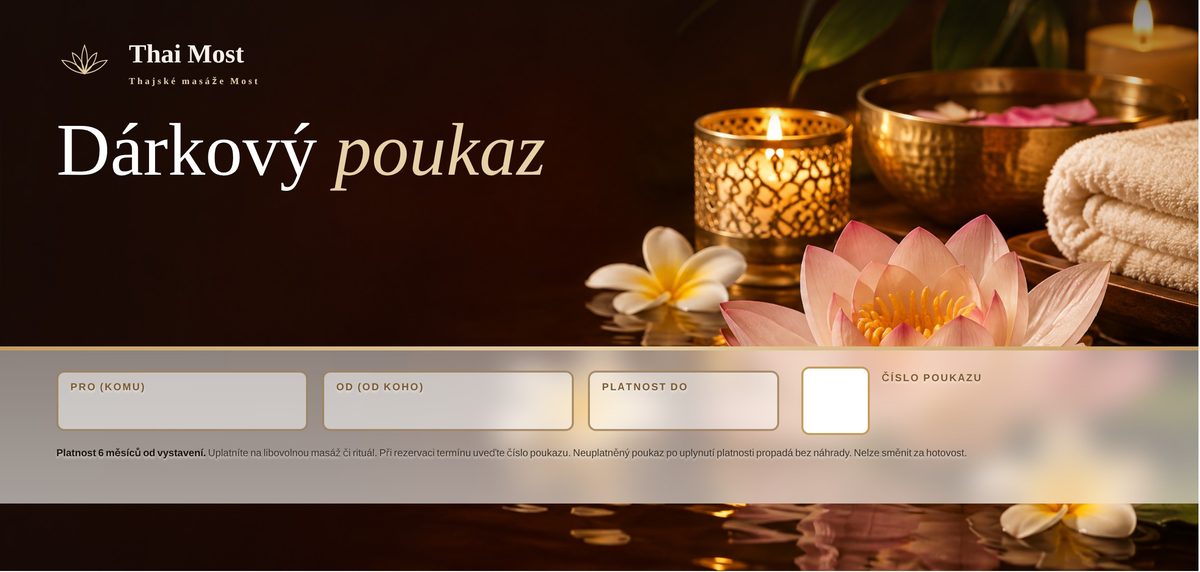 Thai Most
Thajské masáže Most
Dárkový poukaz
PRO (KOMU)
OD (OD KOHO)
PLATNOST DO
ČÍSLO POUKAZU
Platnost 6 měsíců od vystavení. Uplatníte na libovolnou masáž či rituál. Při rezervaci termínu uveďte číslo poukazu. Neuplatněný poukaz po uplynutí platnosti propadá bez náhrady. Nelze směnit za hotovost.